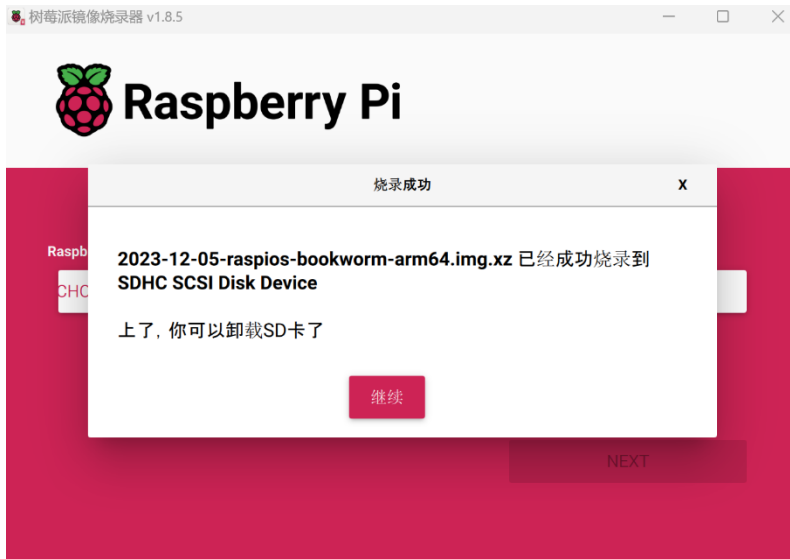 树莓派镜像烧录器 v1.8.5
Raspberry Pi
烧录成功
X
Raspb
CHO
2023-12-05-raspios-bookworm-arm64.img.xz 已经成功烧录到
SDHC SCSI Disk Device
上了, 你可以卸载SD卡了
继续
NEXT